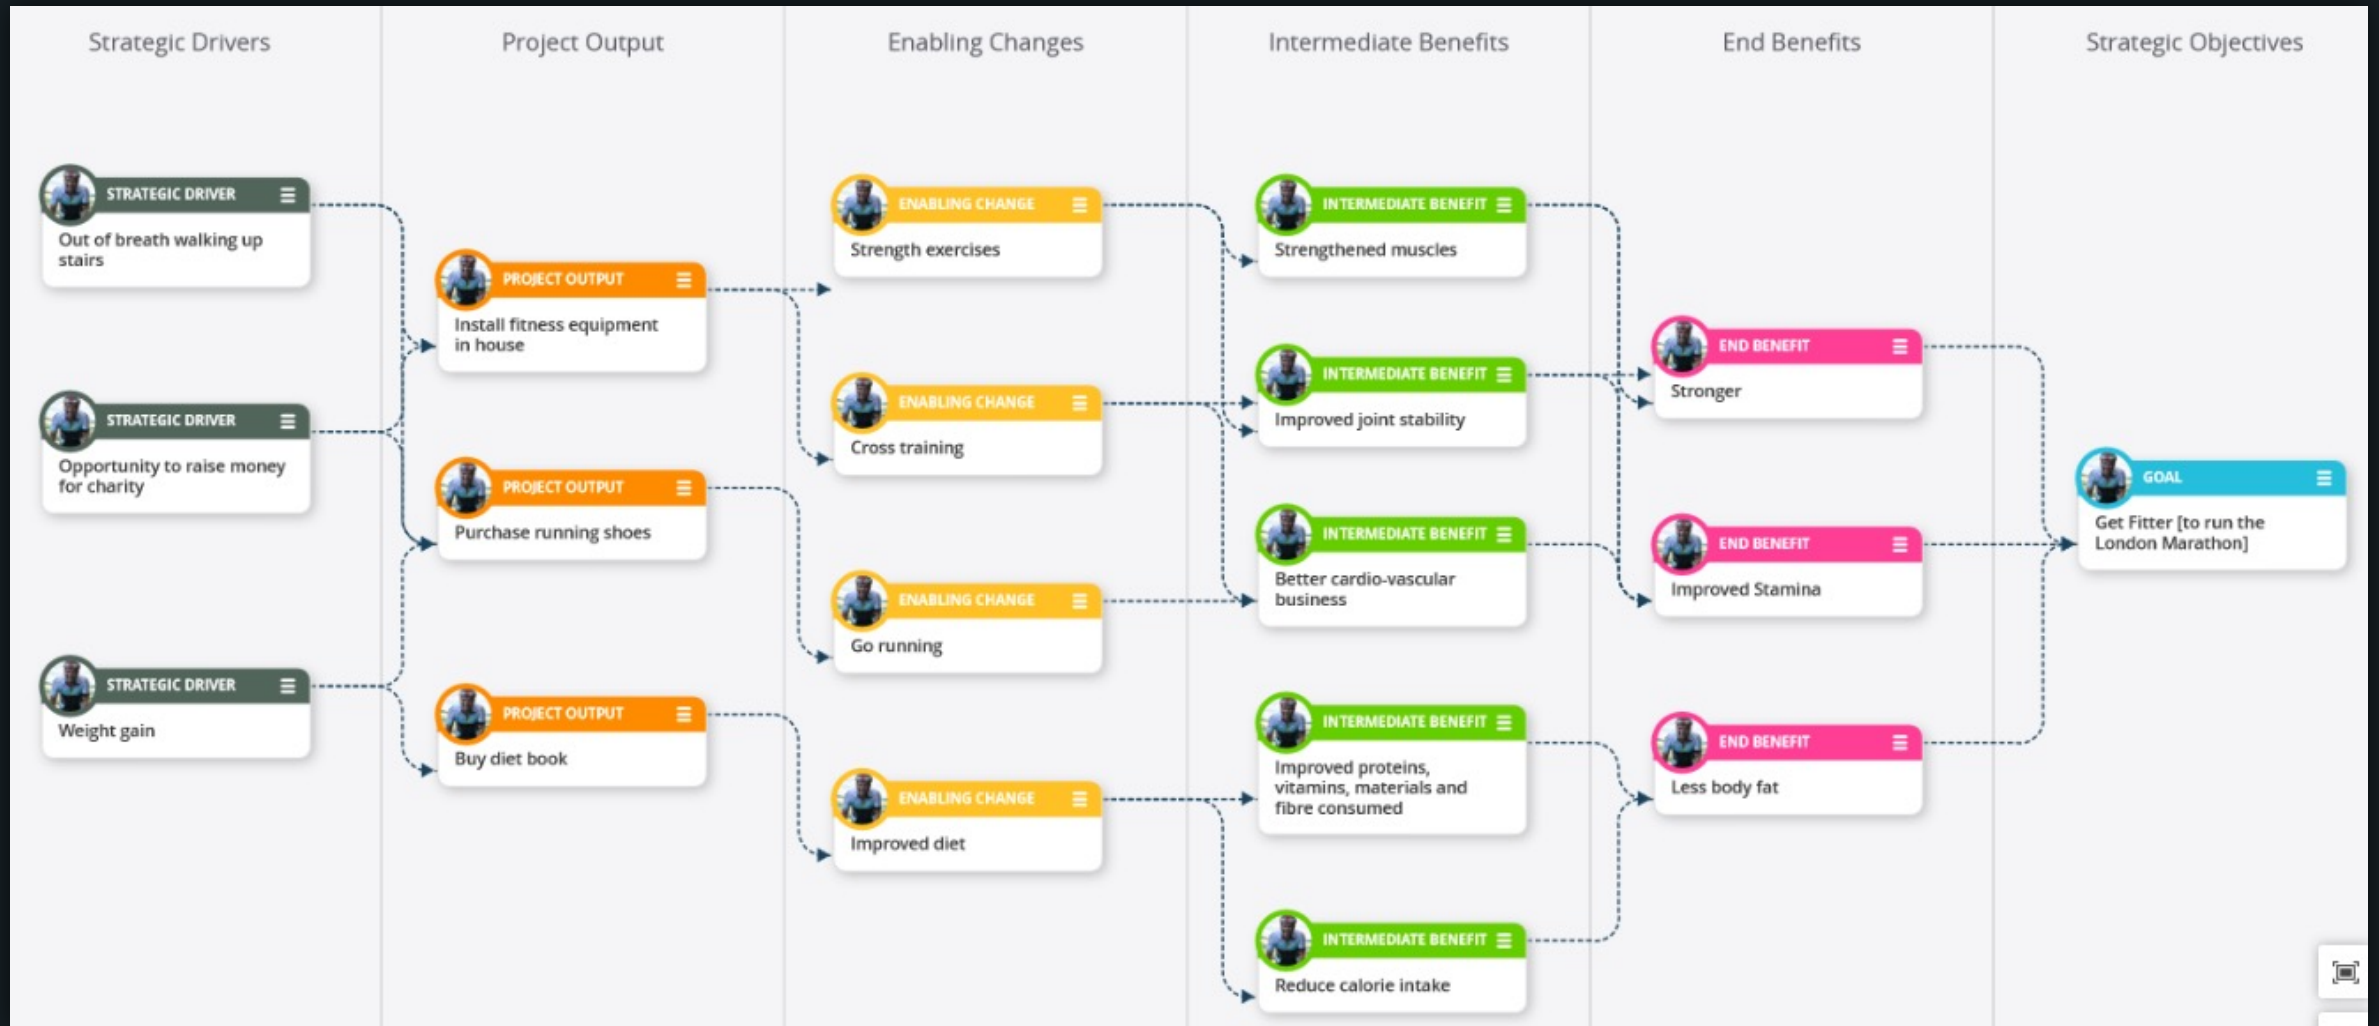 Strategic Drivers
Project Output
Enabling Changes
Intermediate Benefits
End Benefits
Strategic Objectives
STRATEGIC DRIVER
Out of breath walking up
stairs
STRATEGIC DRIVER
Opportunity to raise money
for charity
STRATEGIC DRIVER
Weight gain
PROJECT OUTPUT
Install fitness equipment
in house
PROJECT OUTPUT
Purchase running shoes
PROJECT OUTPUT
Buy diet book
ENABLING CHANGE
Strength exercises
ENABLING CHANGE
Cross training
ENABLING CHANGE
Go running
ENABLING CHANGE
Improved diet
INTERMEDIATE BENEFIT
Strengthened muscles
INTERMEDIATE BENEFIT
Improved joint stability
INTERMEDIATE BENEFIT
Better cardio-vascular
business
INTERMEDIATE BENEFIT
Improved proteins,
vitamins, materials and
fibre consumed
INTERMEDIATE BENEFIT
Reduce calorie intake
END BENEFIT
Stronger
END BENEFIT
Improved Stamina
END BENEFIT
Less body fat
GOAL
Get Fitter [to run the
London Marathon]